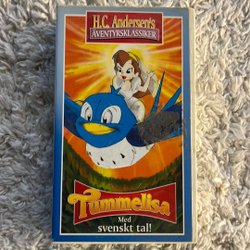 H.C. Andersen's
ÄVENTYRSKLASSIKER
Tummelisa
Med
svenskt tal!